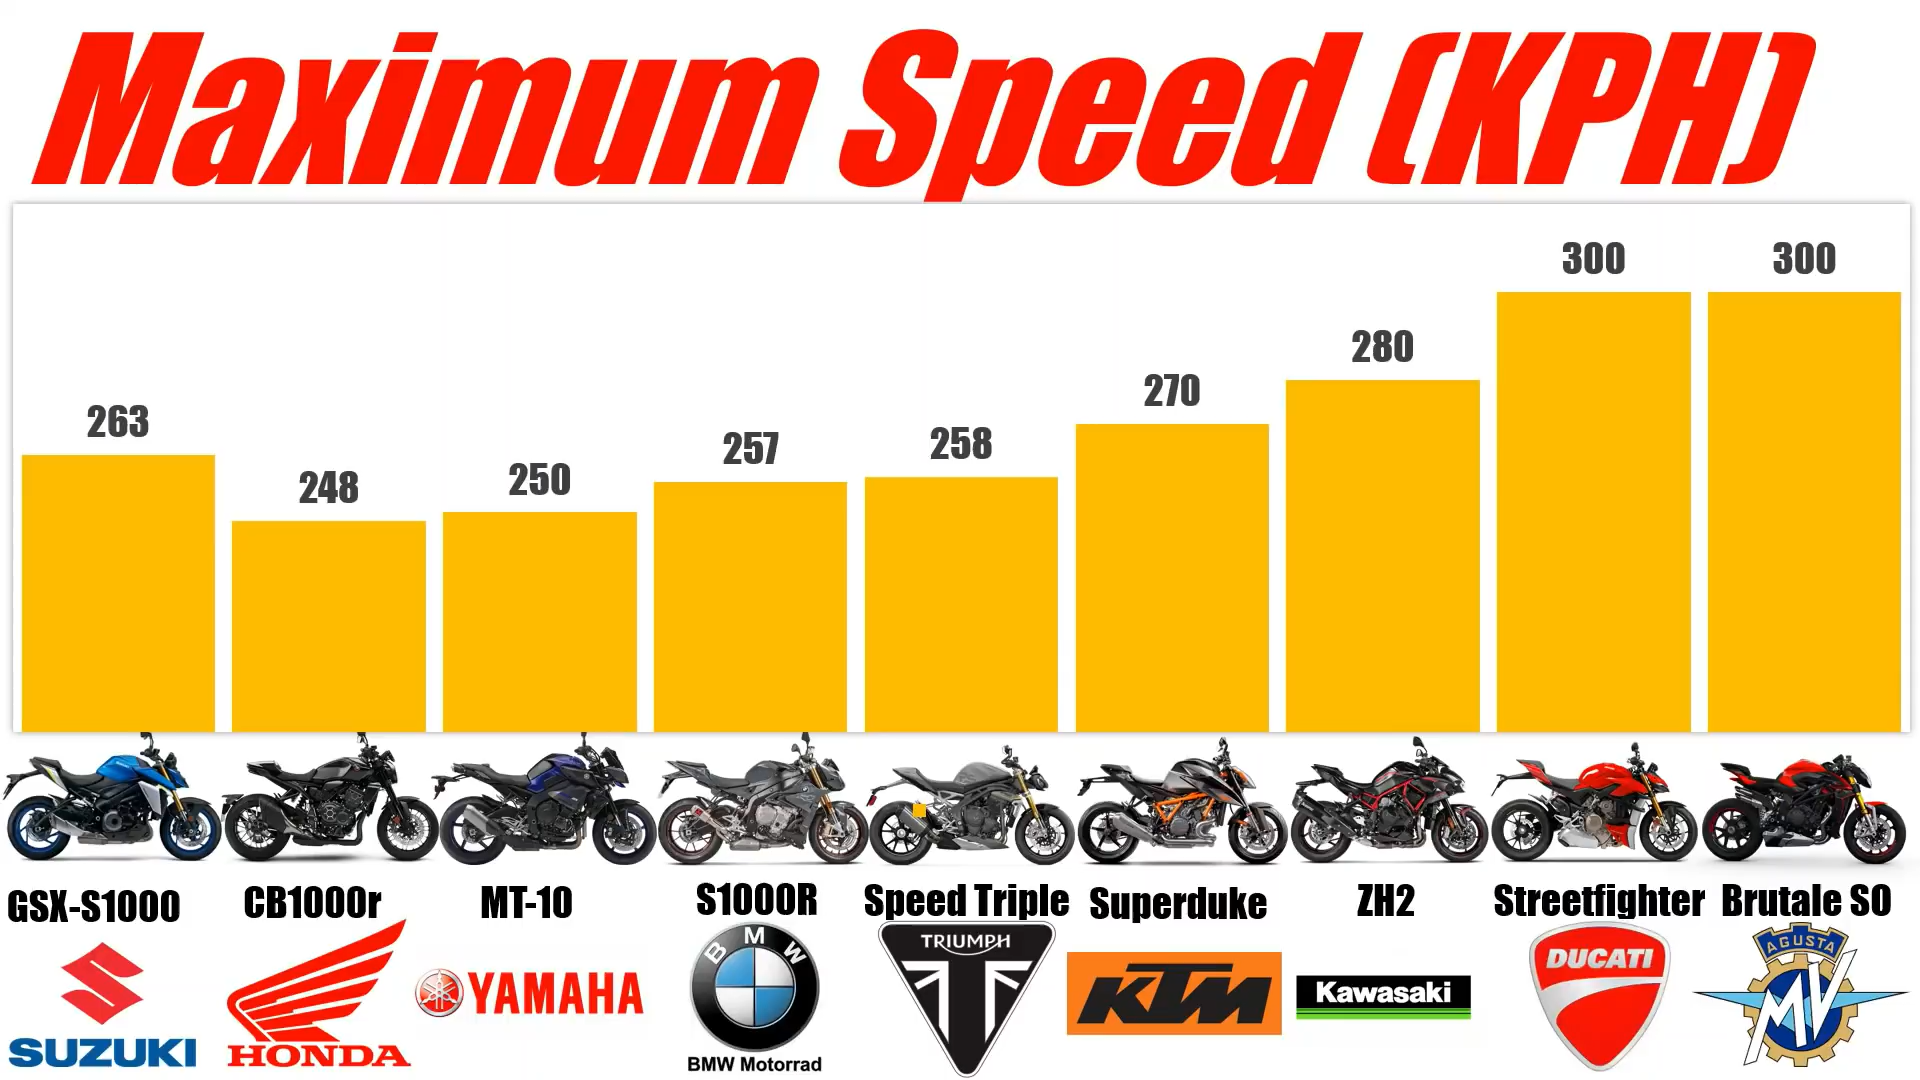 Maximum Speed (KPH)
263
248
250
257
258
270
280
300
300
GSX-S1000
CB1000r
MT-10
S1000R
Speed Triple
Superduke
ZH2
Streetfighter
Brutale SO
SUZUKI
HONDA
YAMAHA
BMW
BMW Motorrad
TRIUMPH
KTM
Kawasaki
DUCATI
AGUSTA
MV